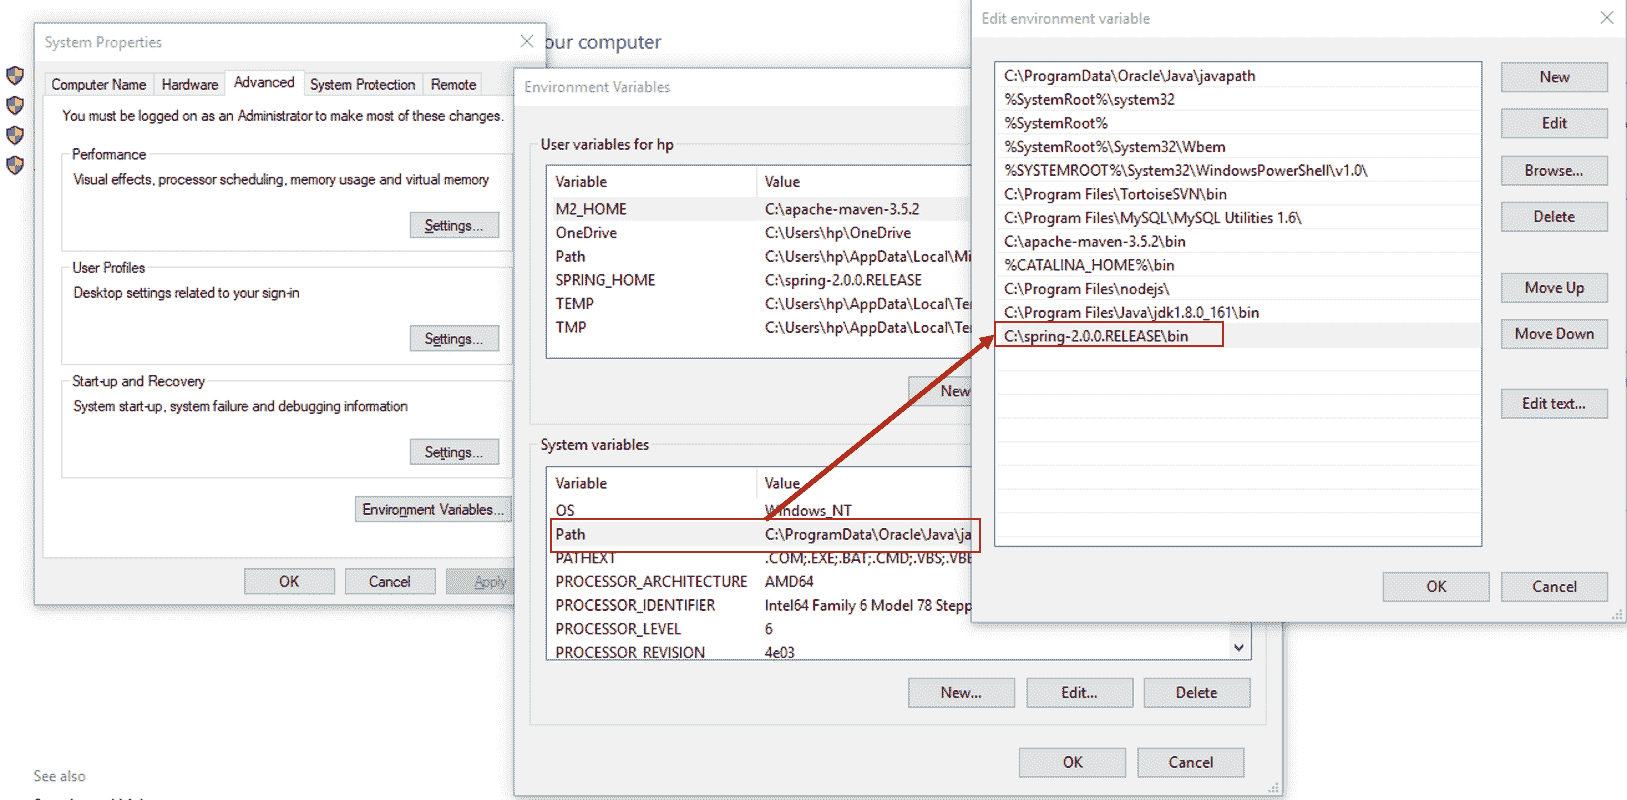 System Properties
Computer Name Hardware Advanced System Protection Remote
You must be logged on as an Administrator to make most of these changes.
Performance
Visual effects, processor scheduling, memory usage and virtual memory
Settings...
User Profiles
Desktop settings related to your sign-in
Settings...
Start-up and Recovery
System start-up, system failure and debugging information
Settings...
Environment Variables...
OK Cancel Apply
See also
our computer
Environment Variables
User variables for hp
Variable Value
M2_HOME C:\apache-maven-3.5.2
OneDrive C:\Users\hp\OneDrive
Path C:\Users\hp\AppData\Local\Mi
SPRING_HOME C:\spring-2.0.0.RELEASE
TEMP C:\Users\hp\AppData\Local\Te
TMP C:\Users\hp\AppData\Local\Te
New
System variables
Variable Value
OS Windows_NT
Path C:\ProgramData\Oracle\Java\ja
PATHEXT .COM;.EXE;.BAT;.CMD;.VBS;.VBE
PROCESSOR_ARCHITECTURE AMD64
PROCESSOR_IDENTIFIER Intel64 Family 6 Model 78 Stepp
PROCESSOR_LEVEL 6
PROCESSOR_REVISION 4e03
New... Edit... Delete
OK Cancel
Edit environment variable
C:\ProgramData\Oracle\Java\javapath
%SystemRoot%\system32
%SystemRoot%
%SystemRoot%\System32\Wbem
%SYSTEMROOT%\System32\WindowsPowerShell\v1.0\
C:\Program Files\TortoiseSVN\bin
C:\Program Files\MySQL\MySQL Utilities 1.6\
C:\apache-maven-3.5.2\bin
%CATALINA_HOME%\bin
C:\Program Files\nodejs\
C:\Program Files\Java\jdk1.8.0_161\bin
C:\spring-2.0.0.RELEASE\bin
New
Edit
Browse...
Delete
Move Up
Move Down
Edit text...
OK Cancel